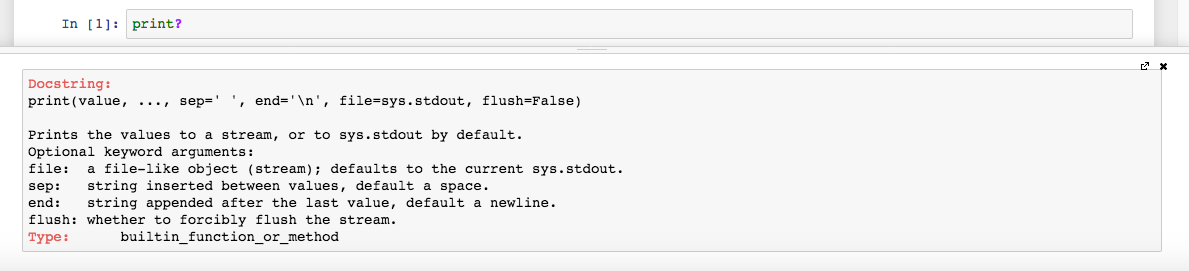 In [1]: print?
Docstring:
print(value, ..., sep=' ', end='\n', file=sys.stdout, flush=False)
Prints the values to a stream, or to sys.stdout by default.
Optional keyword arguments:
file:  a file-like object (stream); defaults to the current sys.stdout.
sep:   string inserted between values, default a space.
end:   string appended after the last value, default a newline.
flush: whether to forcibly flush the stream.
Type:      builtin_function_or_method